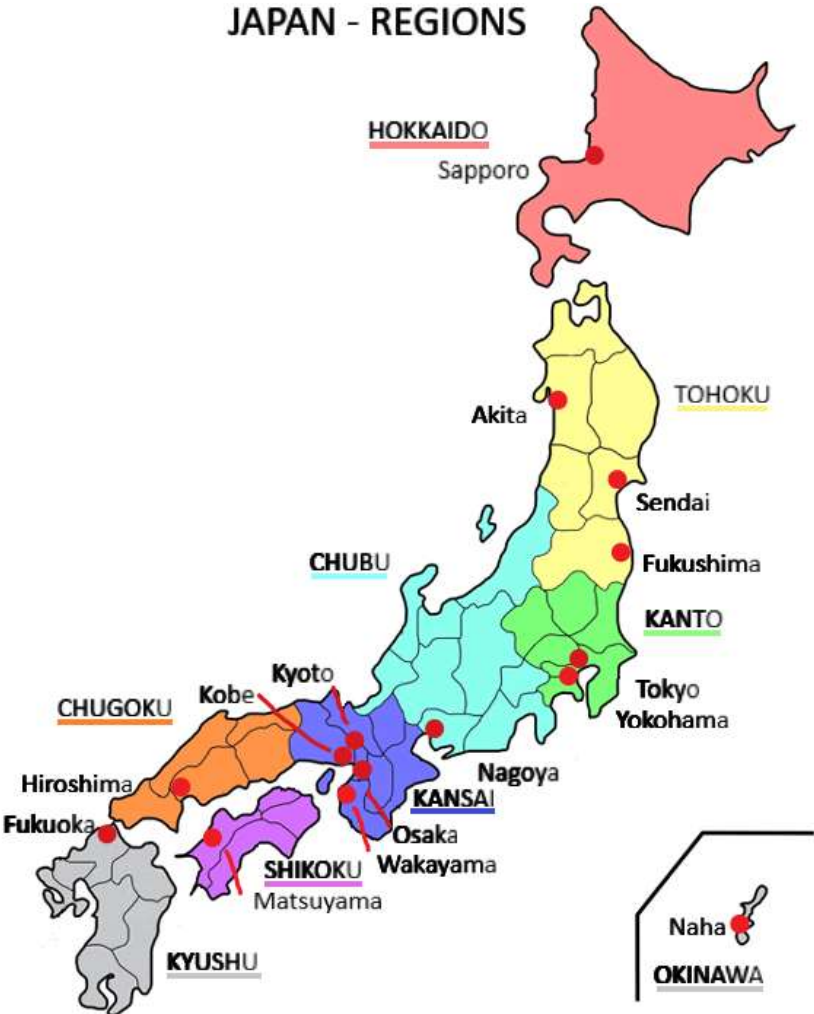 JAPAN - REGIONS
HOKKAIDO
Sapporo
TOHOKU
Akita
Sendai
CHUBU
Fukushima
KANTO
Kyoto
Kobe
Tokyo
CHUGOKU
Yokohama
Nagoya
Hiroshima
KANSAI
Fukuoka
Osaka
Wakayama
SHIKOKU
Matsuyama
Naha
KYUSHU
OKINAWA